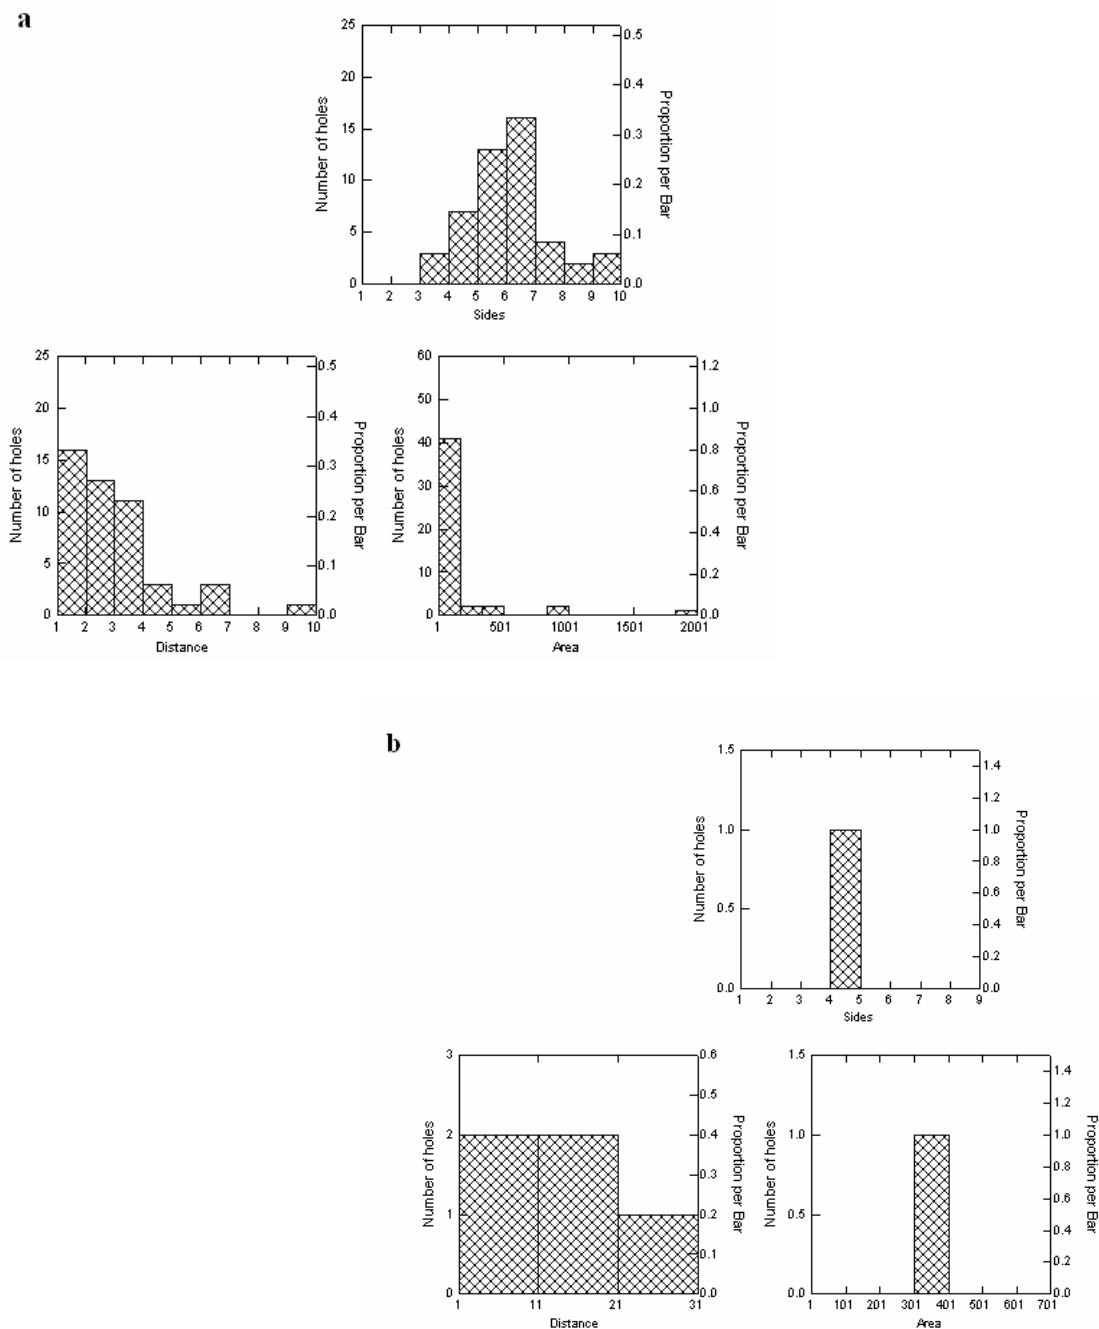 a
25
20
15
10
5
0
Number of holes
0.5
0.4
0.3
0.2
0.1
0.0
Proportion per Bar
1 2 3 4 5 6 7 8 9 10
Sides
25
20
15
10
5
0
Number of holes
0.5
0.4
0.3
0.2
0.1
0.0
Proportion per Bar
1 2 3 4 5 6 7 8 9 10
Distance
60
50
40
30
20
10
0
Number of holes
1.2
1.0
0.8
0.6
0.4
0.2
0.0
Proportion per Bar
1 501 1001 1501 2001
Area
b
1.5
1.0
0.5
0.0
Number of holes
1.4
1.2
1.0
0.8
0.6
0.4
0.2
0.0
Proportion per Bar
1 2 3 4 5 6 7 8 9
Sides
3
2
1
0
Number of holes
0.6
0.5
0.4
0.3
0.2
0.1
0.0
Proportion per Bar
1 11 21 31
Distance
1.5
1.0
0.5
0.0
Number of holes
1.4
1.2
1.0
0.8
0.6
0.4
0.2
0.0
Proportion per Bar
1 101 201 301 401 501 601 701
Area